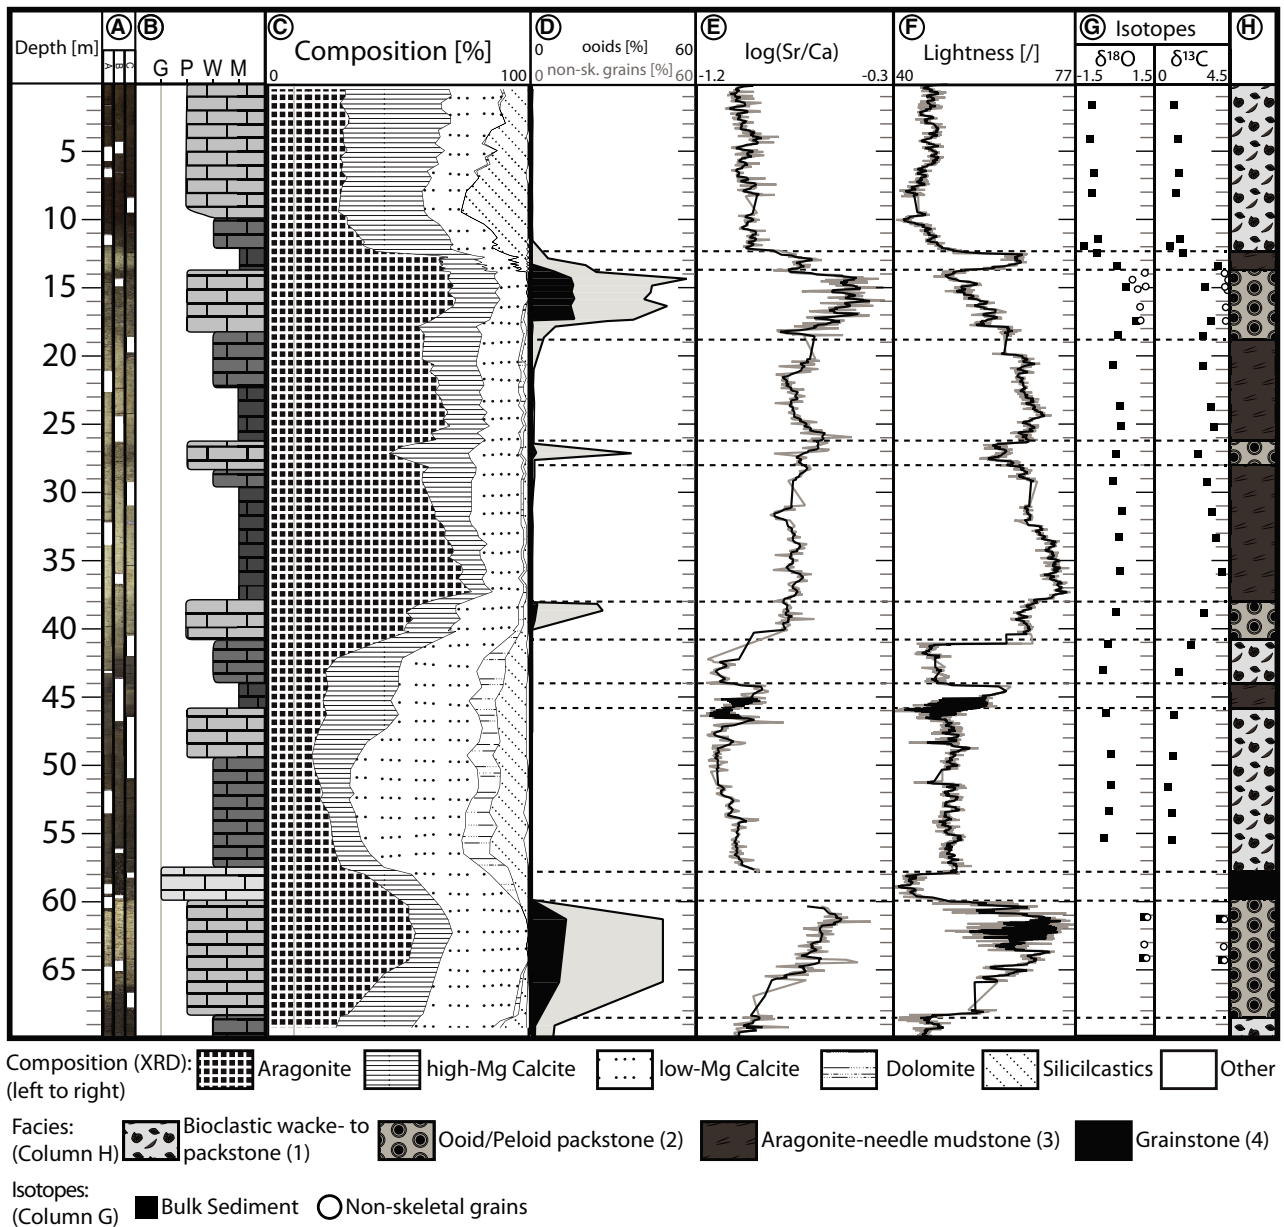 A B C D E F G Isotopes H
Depth [m] Composition [%] ooids [%] log(Sr/Ca) Lightness [/] δ18O δ13C
0 60
A B C G P W M 0 100 0 non-sk. grains [%] 60 -1.2 -0.3 40 77 -1.5 1.5 0 4.5
5
10
15
20
25
30
35
40
45
50
55
60
65
Composition (XRD): Aragonite high-Mg Calcite low-Mg Calcite Dolomite Silicilcastics Other
(left to right)
Facies: Bioclastic wacke- to Ooid/Peloid packstone (2) Aragonite-needle mudstone (3) Grainstone (4)
(Column H) packstone (1)
Isotopes:
(Column G) Bulk Sediment Non-skeletal grains